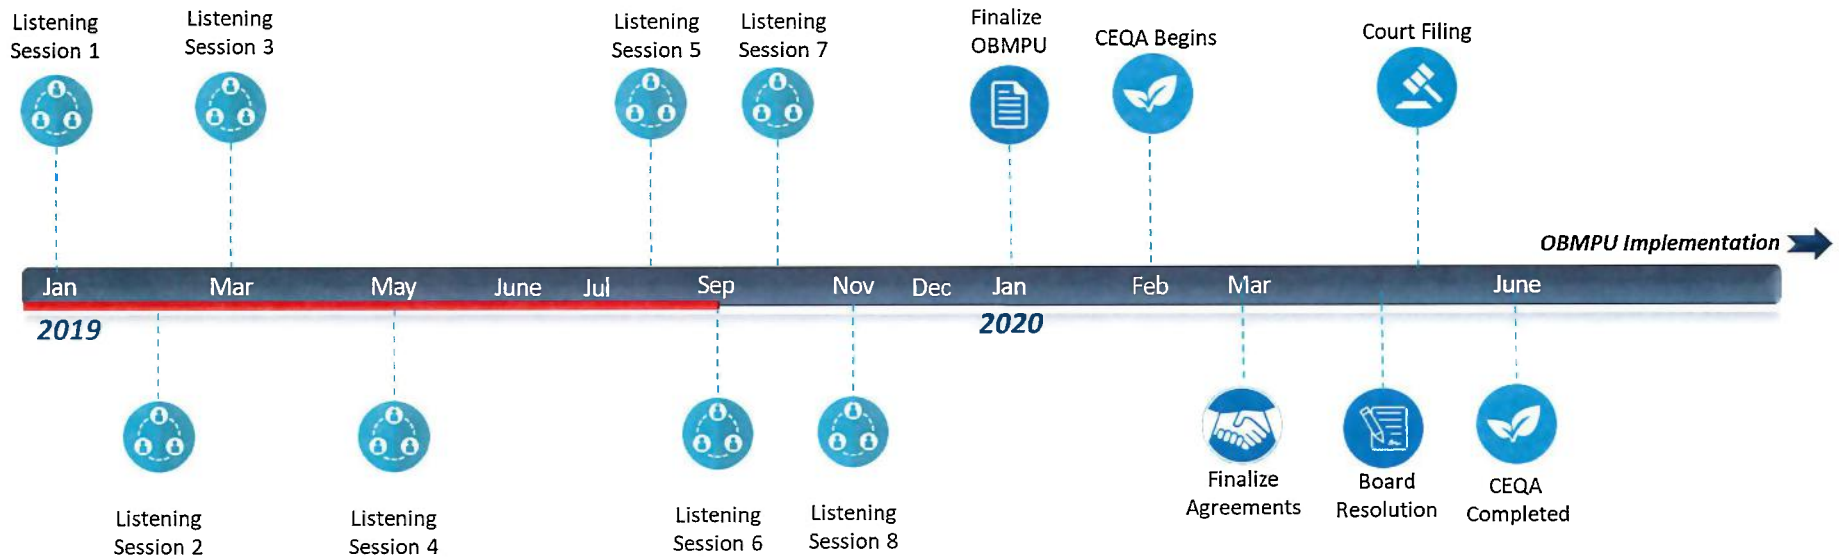 Listening
Session 1
Listening
Session 3
Listening
Session 5
Listening
Session 7
Finalize
OBMPU
CEQA Begins
Court Filing
OBMPU Implementation
Jan
Mar
May
June
Jul
Sep
Nov
Dec
Jan
Feb
Mar
June
2019
2020
Listening
Session 2
Listening
Session 4
Listening
Session 6
Listening
Session 8
Finalize
Agreements
Board
Resolution
CEQA
Completed